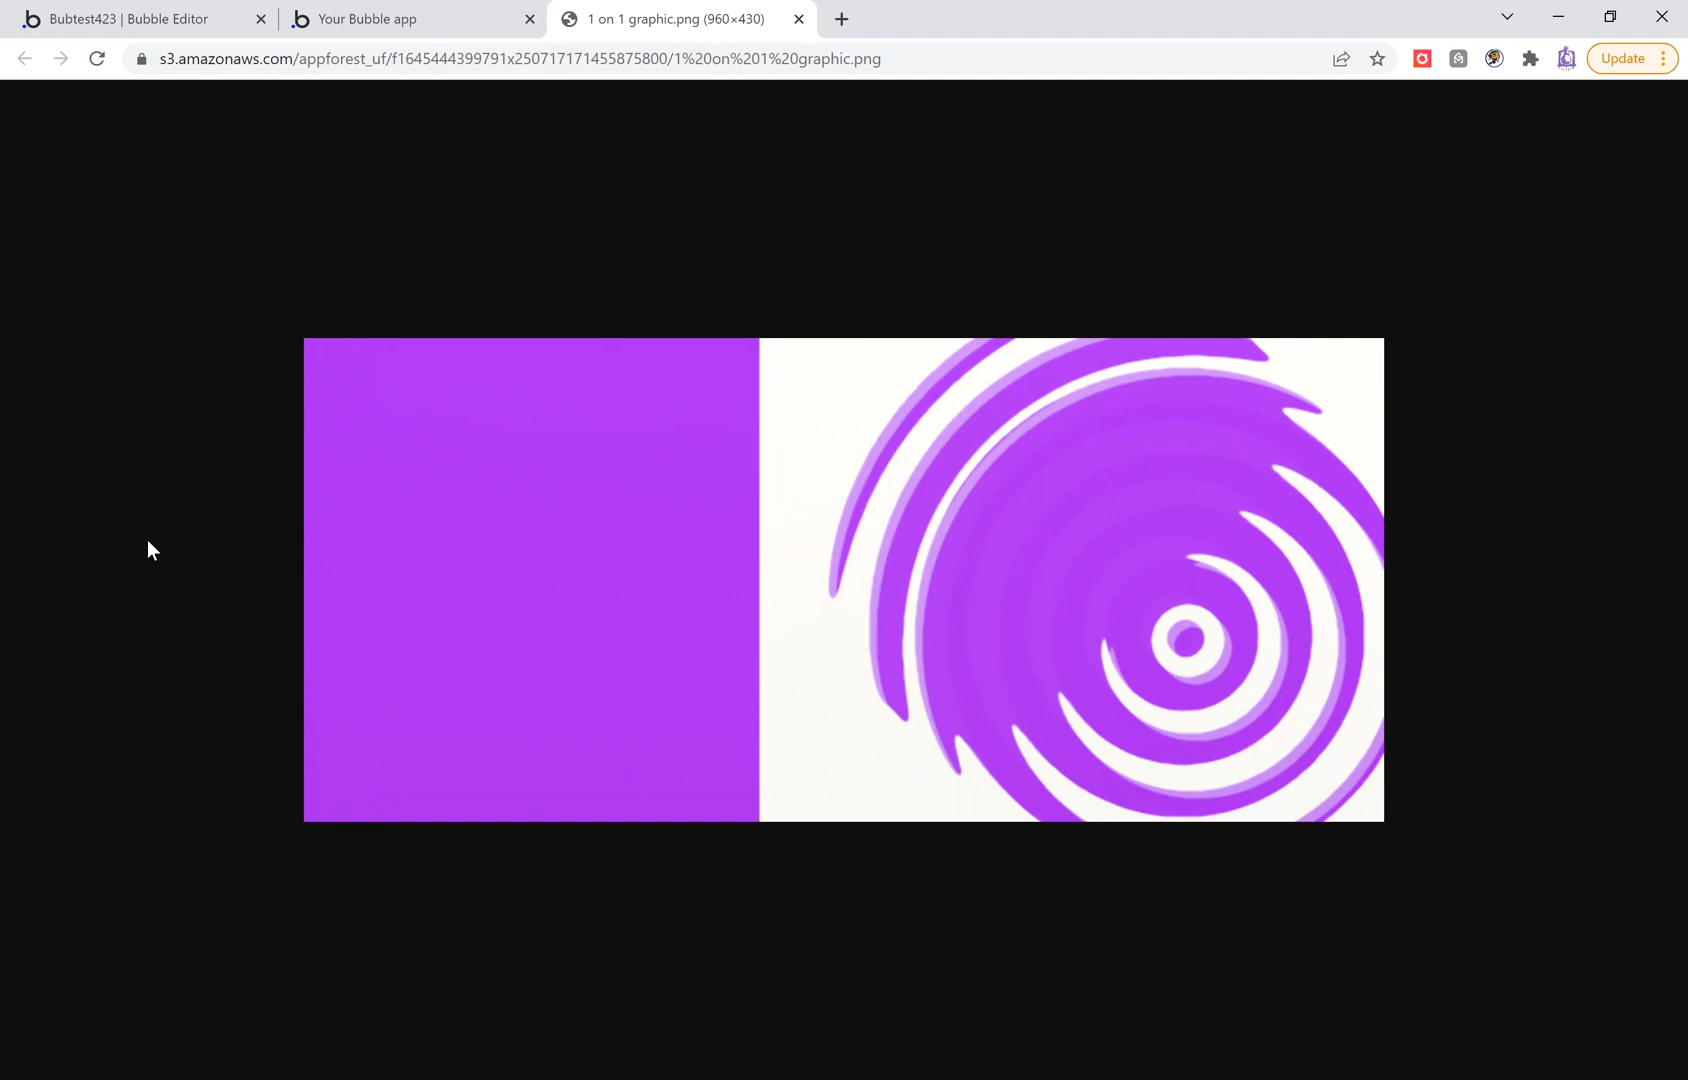 Bubtest423 | Bubble Editor
Your Bubble app
1 on 1 graphic.png (960×430)
s3.amazonaws.com/appforest_uf/f1645444399791x250717171455875800/1%20on%201%20graphic.png
Update